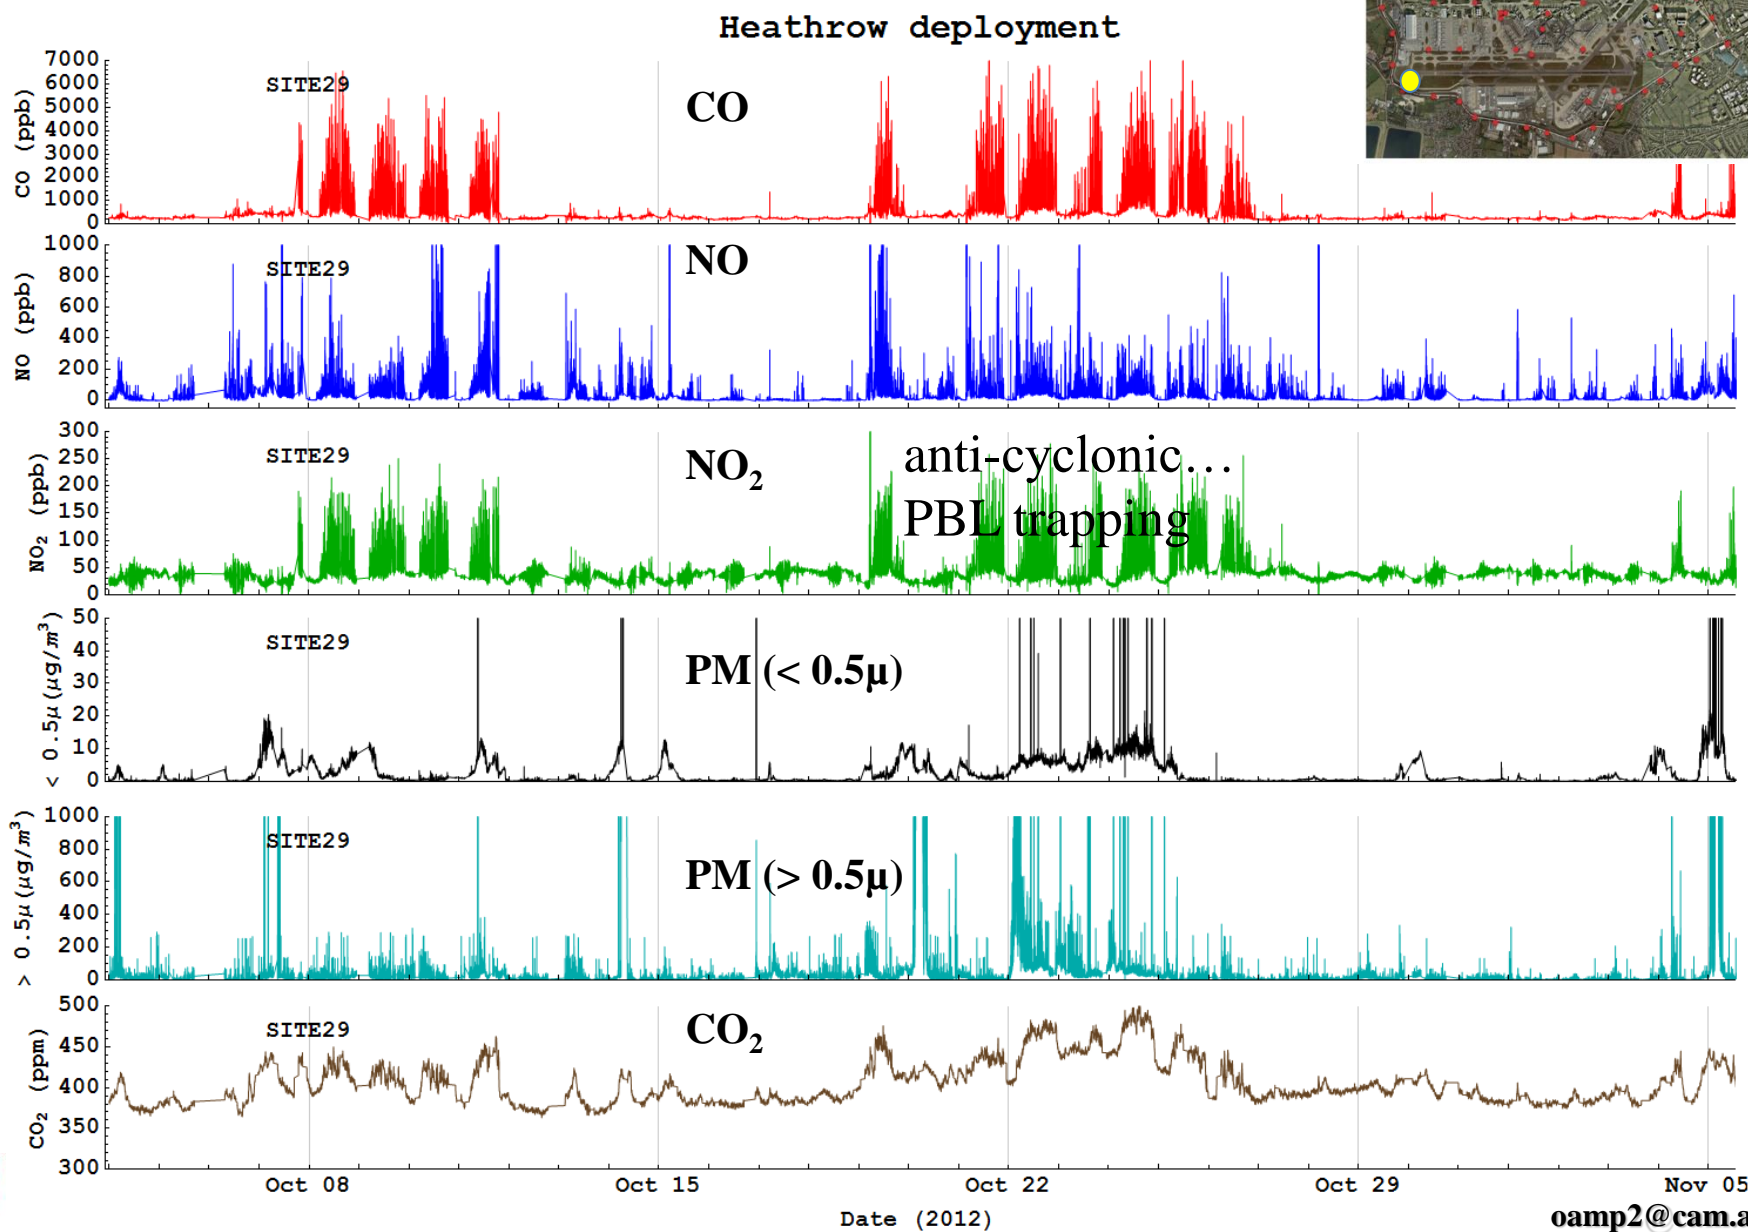 Heathrow deployment
CO (ppb)
7000
6000
5000
4000
3000
2000
1000
0
SITE29
CO
NO (ppb)
1000
800
600
400
200
0
SITE29
NO
NO₂ (ppb)
300
250
200
150
100
50
0
SITE29
NO₂
anti-cyclonic…
PBL trapping
< 0.5μ(μg/m³)
50
40
30
20
10
0
SITE29
PM (< 0.5μ)
> 0.5μ(μg/m³)
1000
800
600
400
200
0
SITE29
PM (> 0.5μ)
CO₂ (ppm)
500
450
400
350
300
SITE29
CO₂
Oct 08
Oct 15
Oct 22
Oct 29
Nov 05
Date (2012)
oamp2@cam.a